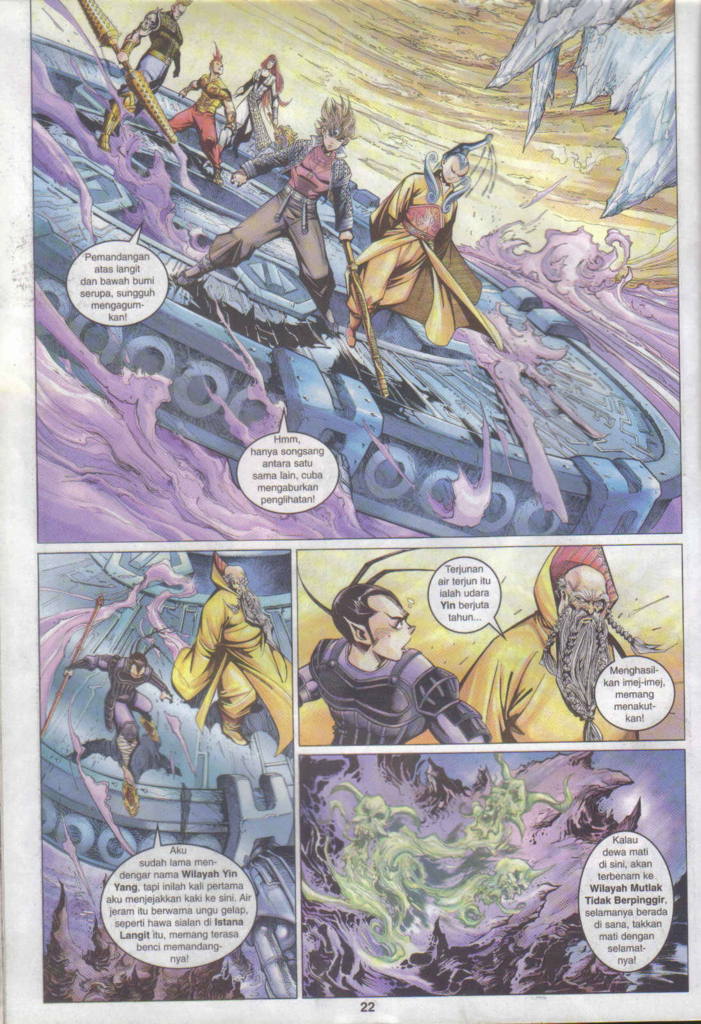 Pemandangan
atas langit
dan bawah bumi
serupa, sungguh
mengagum-
kan!
Hmm,
hanya songsang
antara satu
sama lain, cuba
mengaburkan
penglihatan!
Terjunan
air terjun itu
ialah udara
Yin berjuta
tahun...
Menghasil-
kan imej-imej,
memang
menakut-
kan!
Aku
sudah lama men-
dengar nama Wilayah Yin
Yang, tapi inilah kali pertama
aku menjejakkan kaki ke sini. Air
jeram itu berwarna ungu gelap,
seperti hawa sialan di Istana
Langit itu, memang terasa
benci memandang-
nya!
Kalau
dewa mati
di sini, akan
terbenam ke
Wilayah Mutlak
Tidak Berpinggir,
selamanya berada
di sana, takkan
mati dengan
selamat-
nya!
22